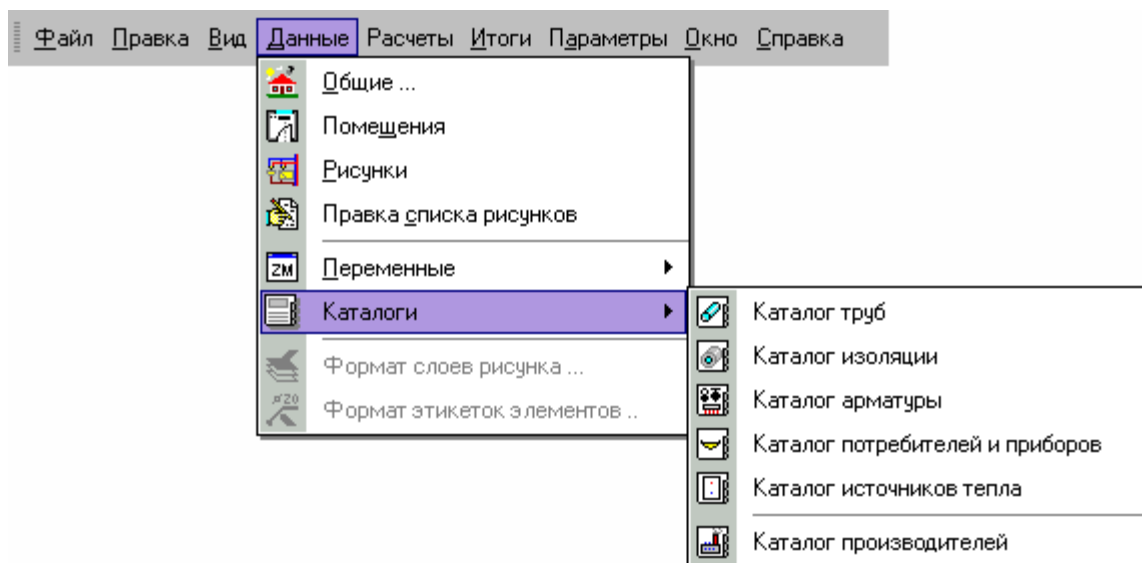 Файл Правка Вид Данные Расчеты Итоги Параметры Окно Справка
Общие ...
Помещения
Рисунки
Правка списка рисунков
ZM Переменные
Каталоги
Каталог труб
Каталог изоляции
Каталог арматуры
Каталог потребителей и приборов
Каталог источников тепла
Каталог производителей
Формат слоев рисунка ...
Формат этикеток элементов ..